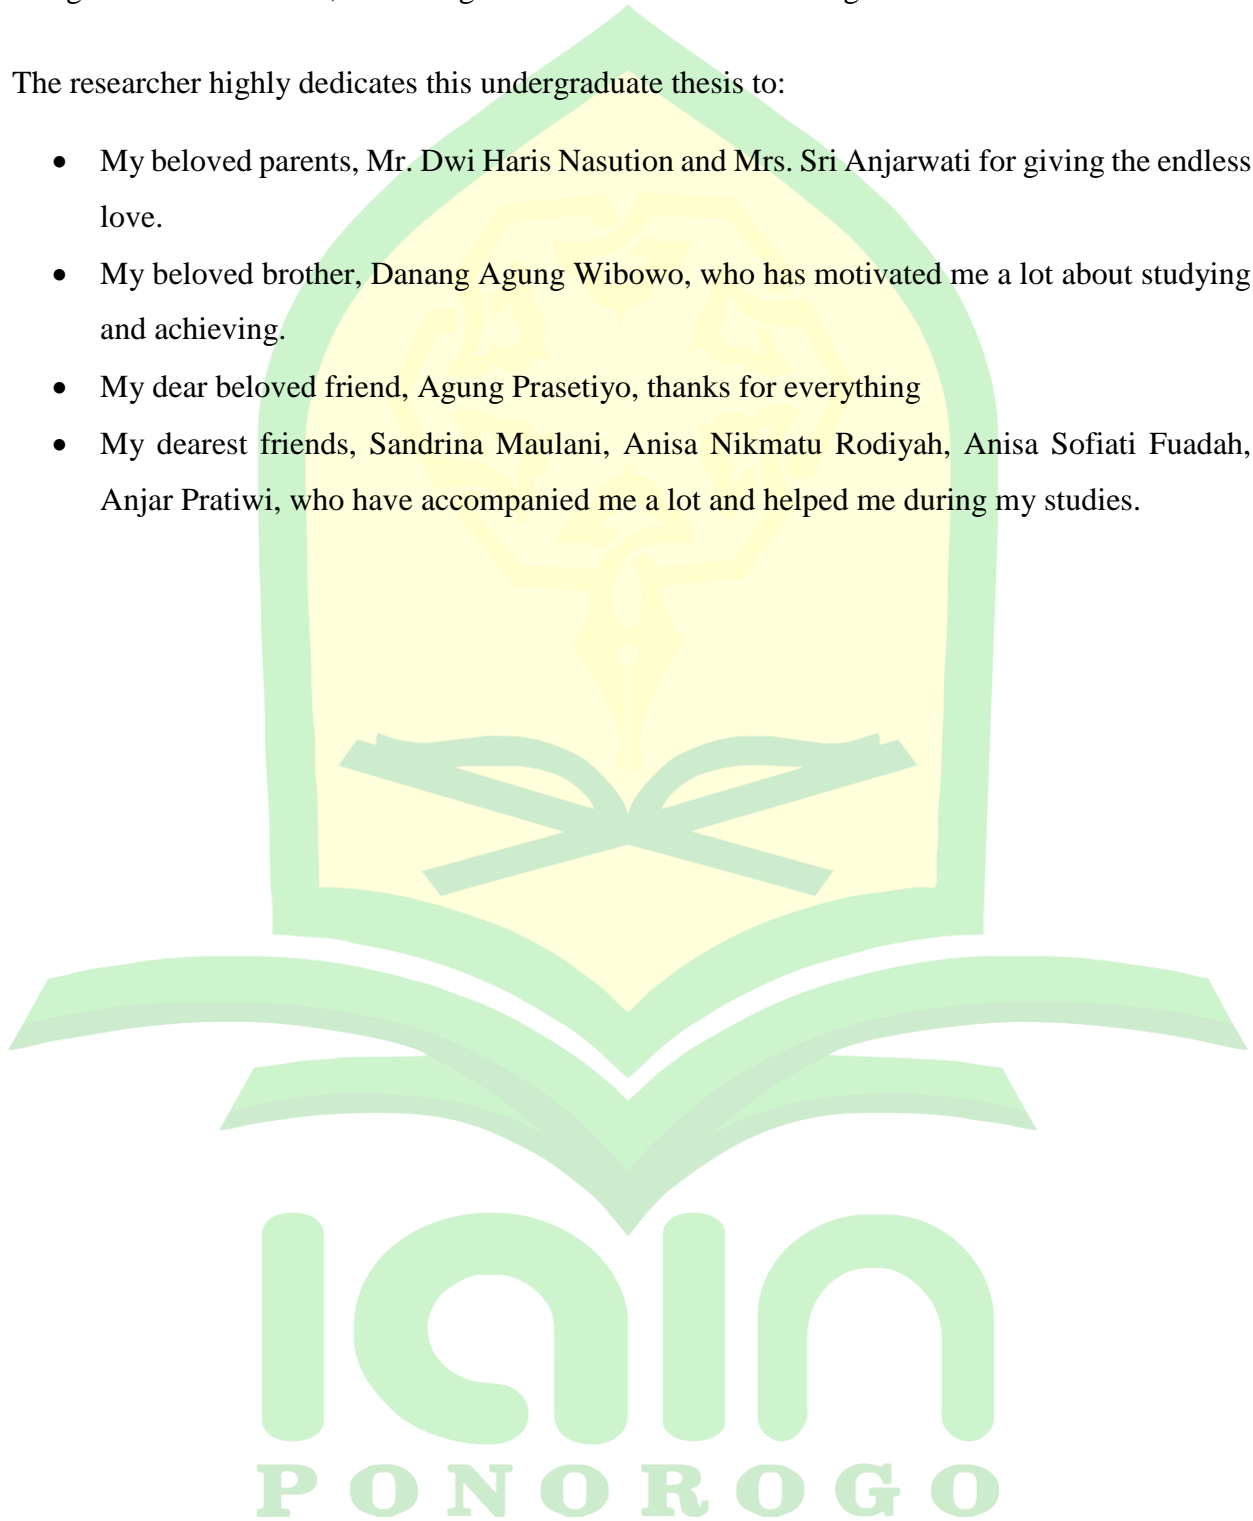 The researcher highly dedicates this undergraduate thesis to:
• My beloved parents, Mr. Dwi Haris Nasution and Mrs. Sri Anjarwati for giving the endless
love.
• My beloved brother, Danang Agung Wibowo, who has motivated me a lot about studying
and achieving.
• My dear beloved friend, Agung Prasetiyo, thanks for everything
• My dearest friends, Sandrina Maulani, Anisa Nikmatu Rodiyah, Anisa Sofiati Fuadah,
Anjar Pratiwi, who have accompanied me a lot and helped me during my studies.
IAIN
PONOROGO